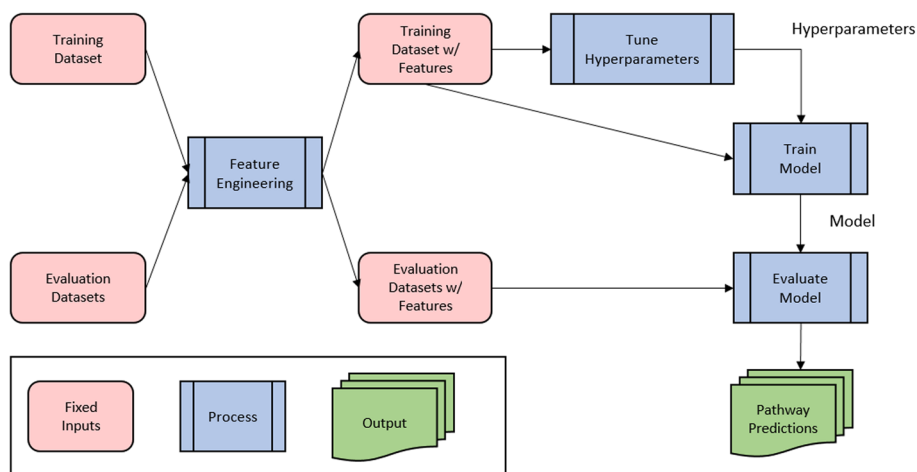 Training
Dataset
Training
Dataset w/
Features
Tune
Hyperparameters
Hyperparameters
Feature
Engineering
Train
Model
Model
Evaluation
Datasets
Evaluation
Datasets w/
Features
Evaluate
Model
Fixed
Inputs
Process
Output
Pathway
Predictions